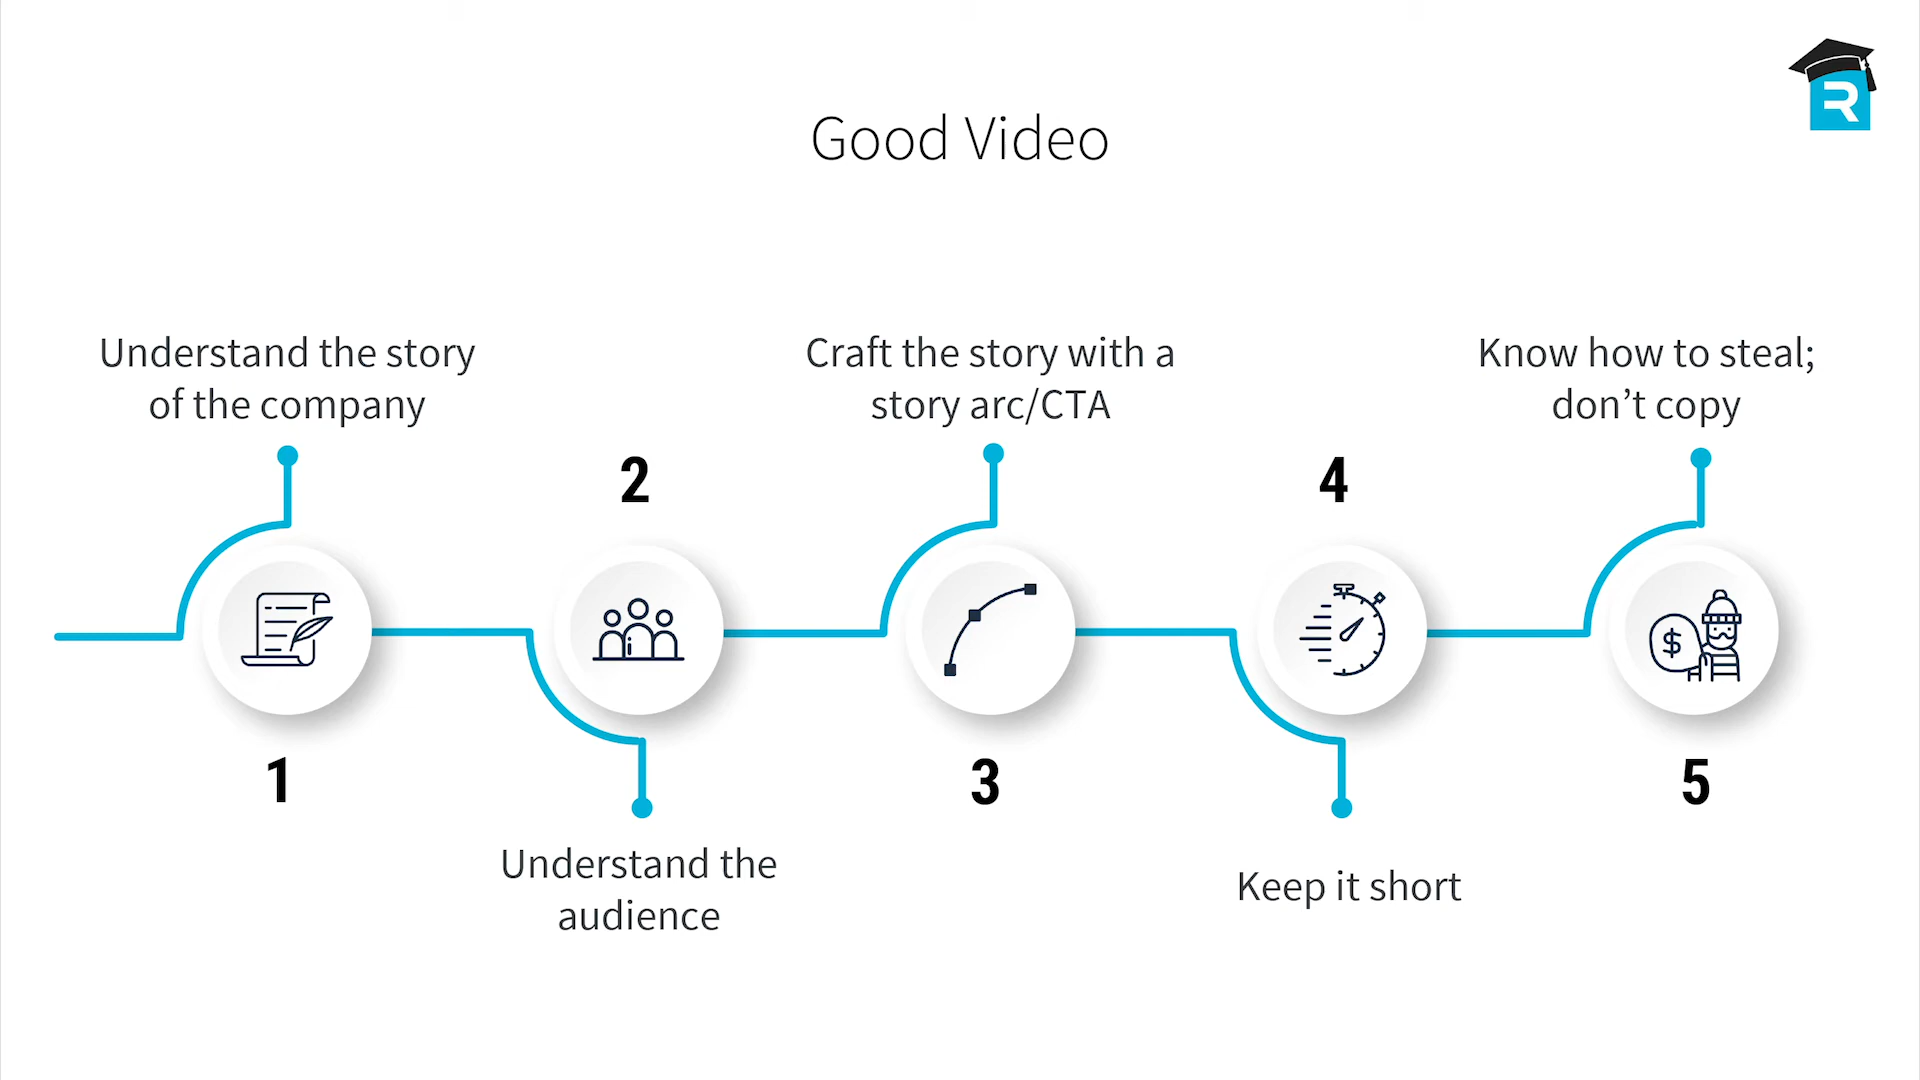 R
Good Video
Understand the story
of the company
1
2
Understand the
audience
Craft the story with a
story arc/CTA
3
4
Keep it short
Know how to steal;
don’t copy
$
5